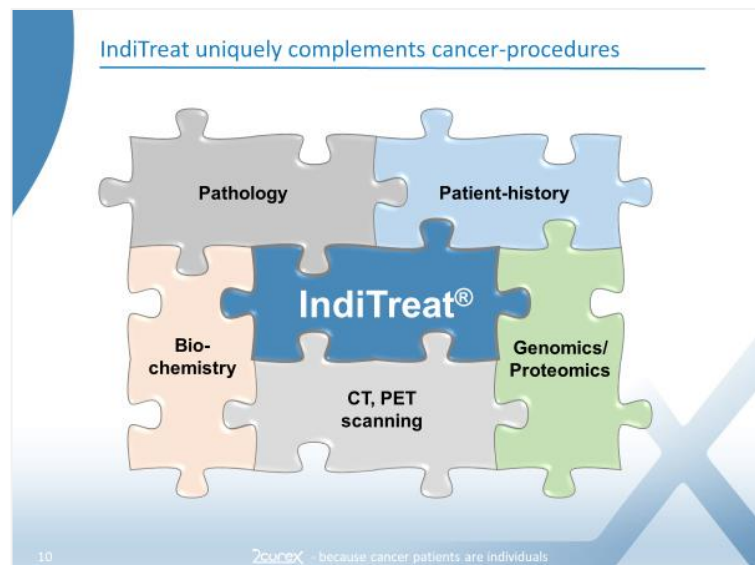 IndiTreat uniquely complements cancer-procedures
Pathology
Patient-history
IndiTreat®
Bio-
chemistry
Genomics/
Proteomics
CT, PET
scanning
10
2curex - because cancer patients are individuals